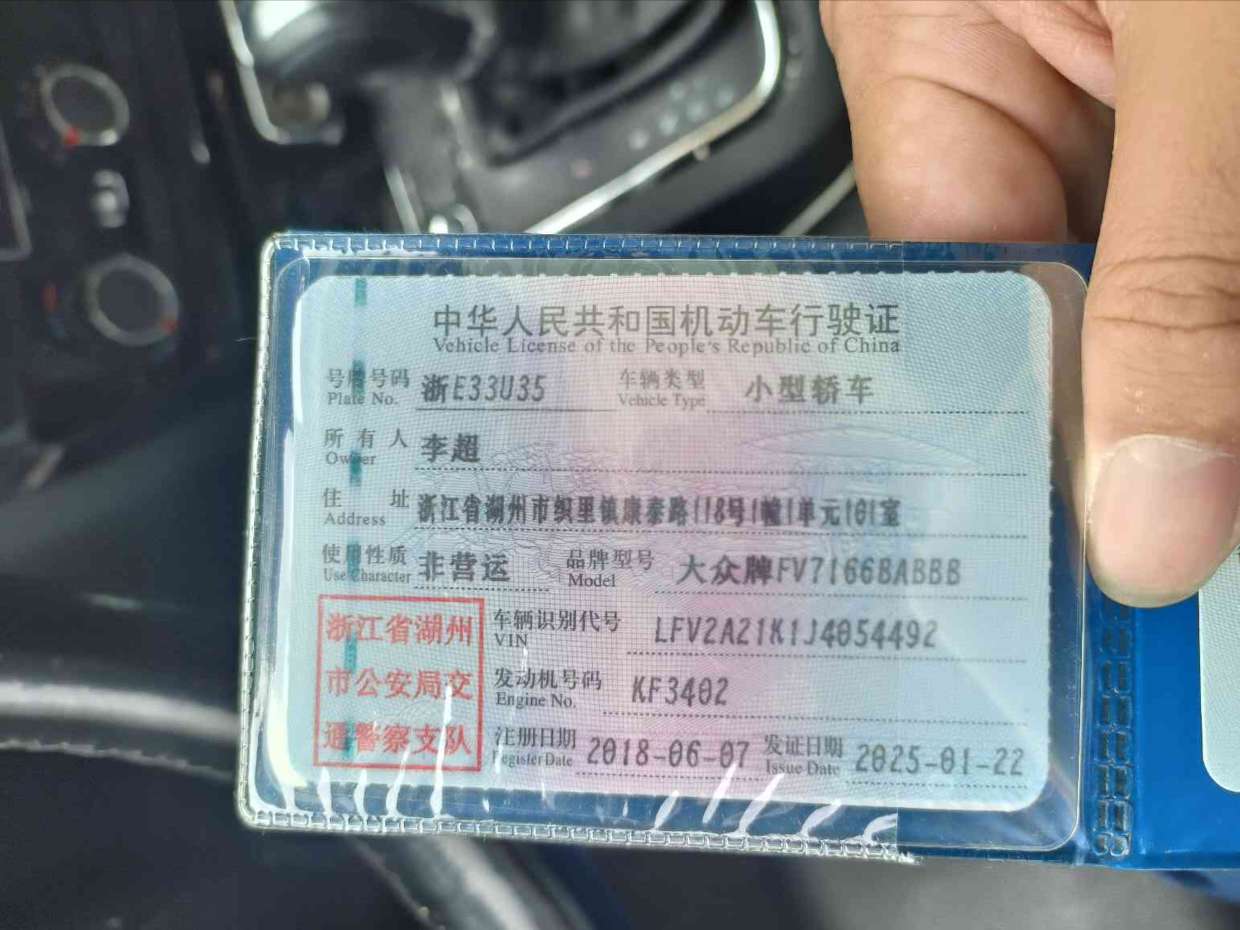 中华人民共和国机动车行驶证
Vehicle License of the People's Republic of China
号牌号码 浙E33U35 车辆类型 小型轿车
Plate No. Vehicle Type
所有人 李超
Owner
住址 浙江省湖州市织里镇康泰路118号1幢1单元101室
Address
使用性质 非营运 品牌型号 大众牌FV7166BABBB
Use Character Model
浙江省湖州
市公安局交
通警察支队
车辆识别代号 LFV2A21K1J4054492
VIN
发动机号码 KF3402
Engine No.
注册日期 2018-06-07 发证日期 2025-01-22
Register Date Issue Date